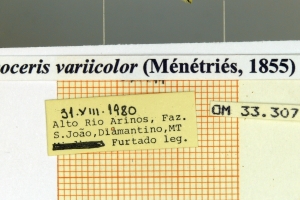 oceris variicolor (Ménétriés, 1855)
31.VIII-1980
Alto Rio Arinos, Faz.
S.João,Diamantino,MT
Furtado leg.
OM 33.307